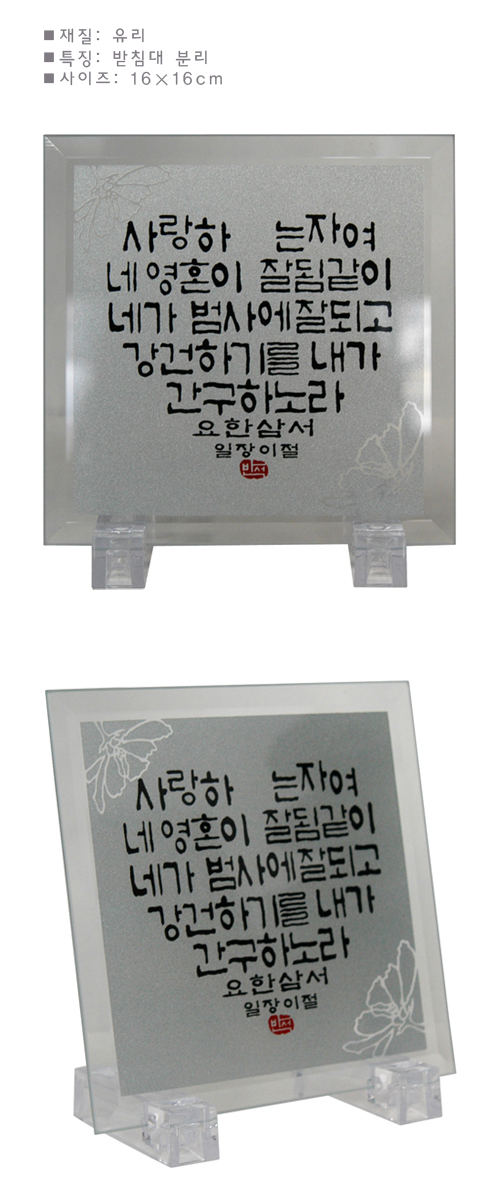 ■재질: 유리
■특징: 받침대 분리
■사이즈: 16×16cm
사랑하 는자여
네 영혼이 잘됨같이
네가 범사에잘되고
강건하기를 내가
간구하노라
요한삼서
일장이절
사랑하 는자여
네 영혼이 잘됨같이
네가 범사에잘되고
강건하기를 내가
간구하노라
요한삼서
일장이절